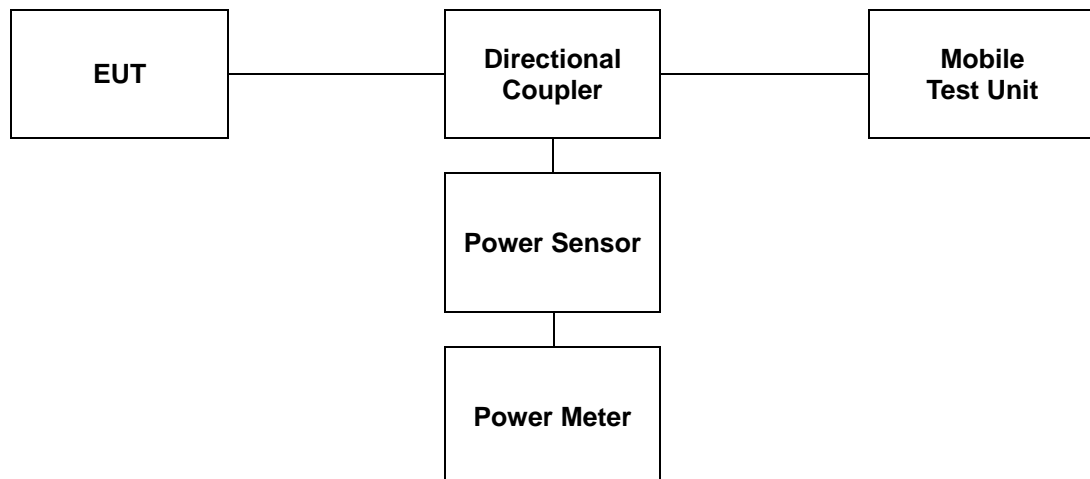 EUT
Directional
Coupler
Mobile
Test Unit
Power Sensor
Power Meter